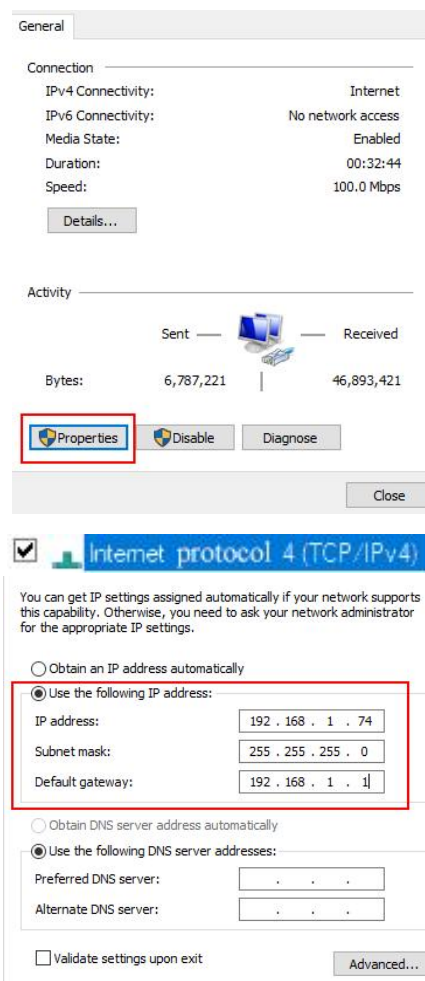 General
Connection
IPv4 Connectivity: Internet
IPv6 Connectivity: No network access
Media State: Enabled
Duration: 00:32:44
Speed: 100.0 Mbps
Details...
Activity
Sent — — Received
Bytes: 6,787,221 46,893,421
Properties Disable Diagnose
Close
Internet protocol 4 (TCP/IPv4)
You can get IP settings assigned automatically if your network supports
this capability. Otherwise, you need to ask your network administrator
for the appropriate IP settings.
Obtain an IP address automatically
Use the following IP address:
IP address: 192 . 168 . 1 . 74
Subnet mask: 255 . 255 . 255 . 0
Default gateway: 192 . 168 . 1 . 1
Obtain DNS server address automatically
Use the following DNS server addresses:
Preferred DNS server: . . .
Alternate DNS server: . . .
Validate settings upon exit
Advanced...